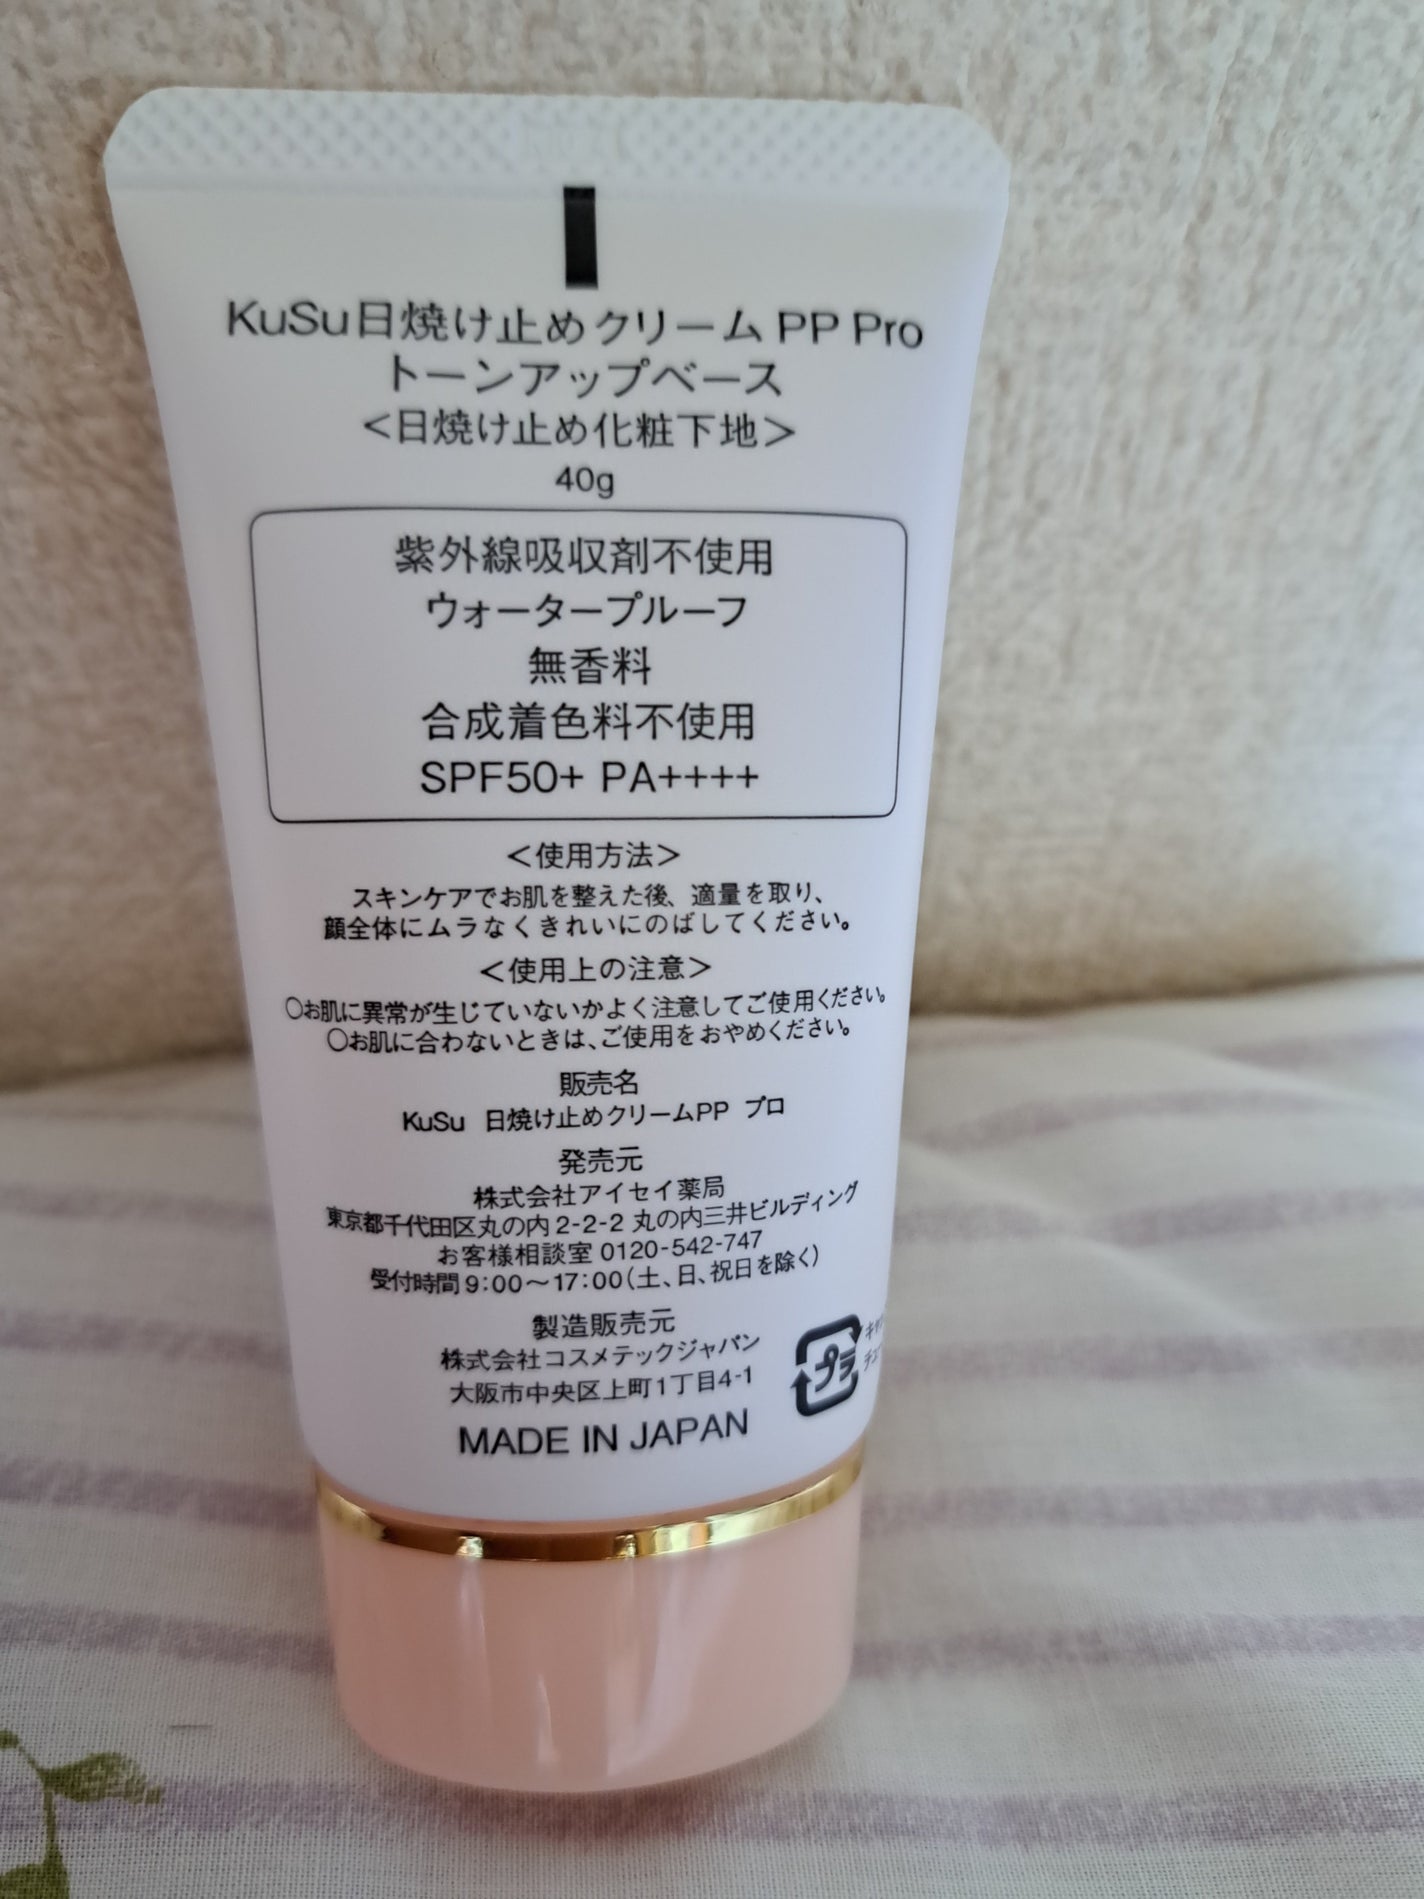 KuSu日焼け止めクリーム PP Pro
トーンアップベース
＜日焼け止め化粧下地＞
40g
紫外線吸収剤不使用
ウォータープルーフ
無香料
合成着色料不使用
SPF50+ PA++++
＜使用方法＞
スキンケアでお肌を整えた後、適量を取り、
顔全体にムラなくきれいにのばしてください。
＜使用上の注意＞
〇お肌に異常が生じていないかよく注意してご使用ください。
〇お肌に合わないときは、ご使用をおやめください。
販売名
KuSu 日焼け止めクリームPP プロ
発売元
株式会社アイセイ薬局
東京都千代田区丸の内 2-2-2 丸の内三井ビルディング
お客様相談室 0120-542-747
受付時間 9:00～17:00(土、日、祝日を除く)
製造販売元
株式会社コスメテックジャパン
大阪市中央区上町1丁目4-1
プラ
MADE IN JAPAN